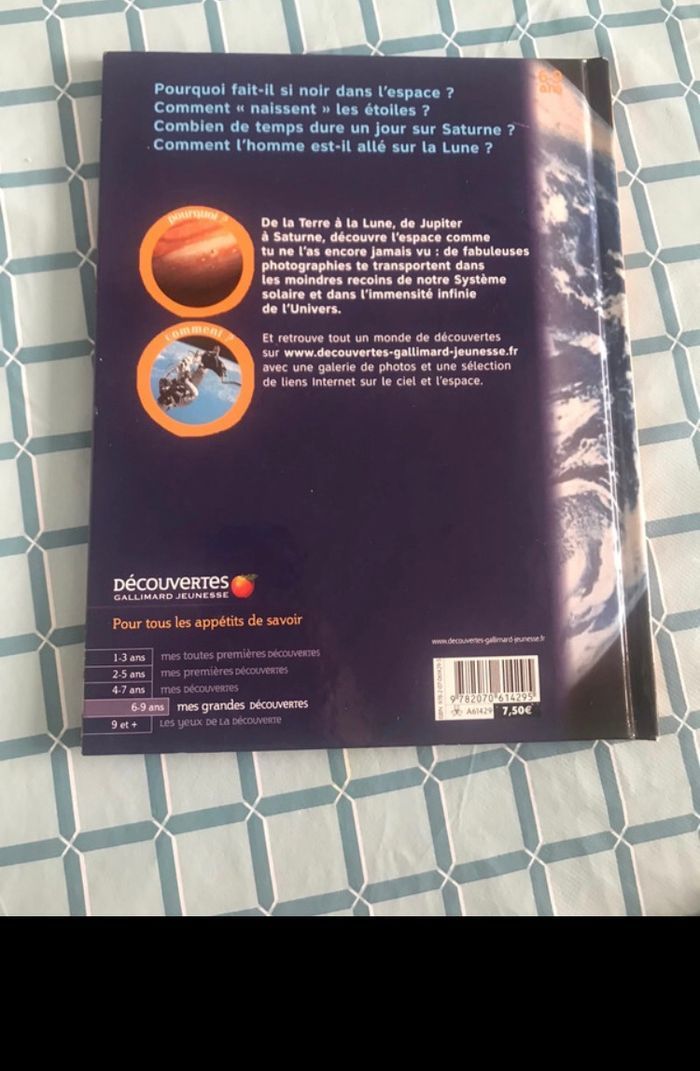 6-9
ans
Pourquoi fait-il si noir dans l'espace ?
Comment « naissent » les étoiles ?
Combien de temps dure un jour sur Saturne ?
Comment l'homme est-il allé sur la Lune ?
pourquoi ?
De la Terre à la Lune, de Jupiter
à Saturne, découvre l'espace comme
tu ne l'as encore jamais vu : de fabuleuses
photographies te transportent dans
les moindres recoins de notre Système
solaire et dans l'immensité infinie
de l'Univers.
comment ?
Et retrouve tout un monde de découvertes
sur www.decouvertes-gallimard-jeunesse.fr
avec une galerie de photos et une sélection
de liens Internet sur le ciel et l'espace.
DÉCOUVERTES
GALLIMARD JEUNESSE
Pour tous les appétits de savoir
1-3 ans mes toutes premières DÉCOUVERTES
2-5 ans mes premières DÉCOUVERTES
4-7 ans mes DÉCOUVERTES
6-9 ans mes grandes DÉCOUVERTES
9 et + Les yeux DE LA DÉCOUVERTE
www.decouvertes-gallimard-jeunesse.fr
9 782070 614295
A61429 7,50€